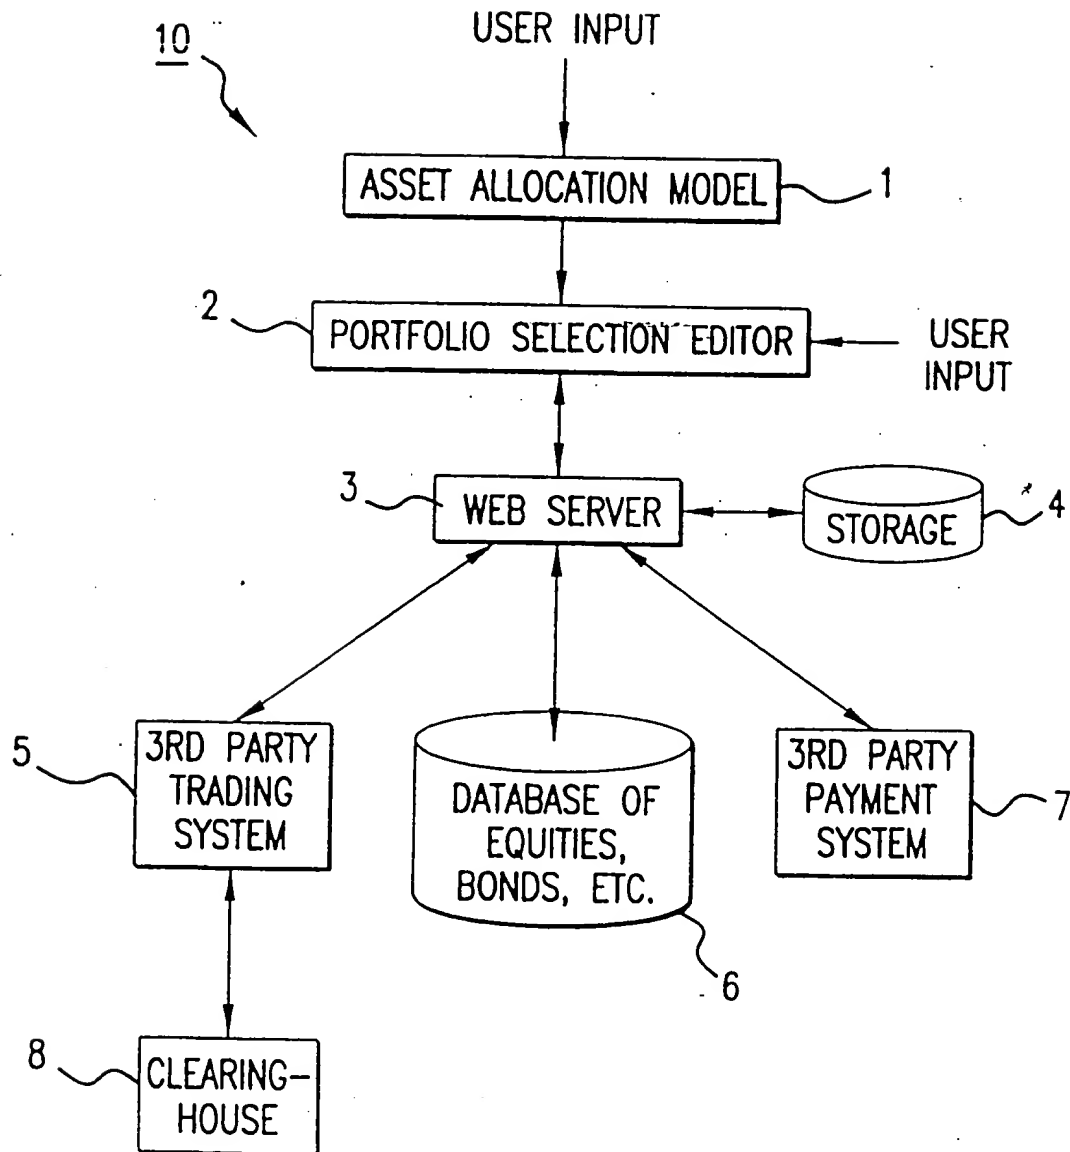 10
USER INPUT
ASSET ALLOCATION MODEL
1
2
PORTFOLIO SELECTION EDITOR
USER
INPUT
3
WEB SERVER
STORAGE
4
5
3RD PARTY
TRADING
SYSTEM
DATABASE OF
EQUITIES,
BONDS, ETC.
6
3RD PARTY
PAYMENT
SYSTEM
7
8
CLEARING-
HOUSE